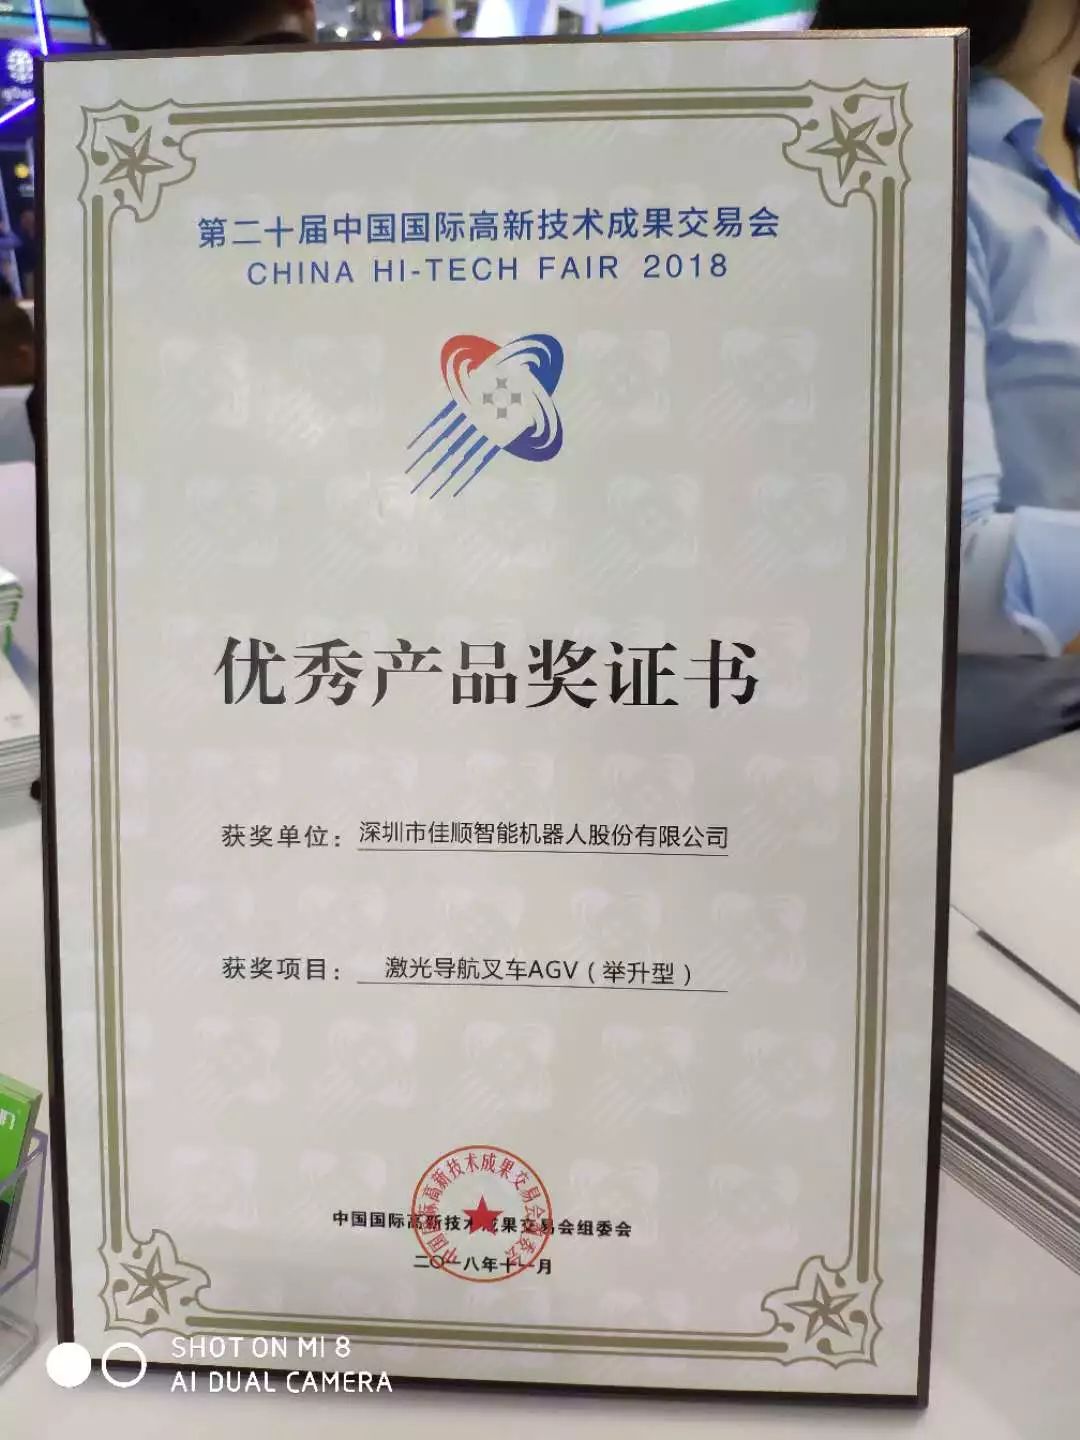 第二十届中国国际高新技术成果交易会
CHINA HI-TECH FAIR 2018
优秀产品奖证书
获奖单位：深圳市佳顺智能机器人股份有限公司
获奖项目：激光导航叉车AGV（举升型）
中国国际高新技术成果交易会组委会
二〇一八年十一月
SHOT ON MI 8
AI DUAL CAMERA